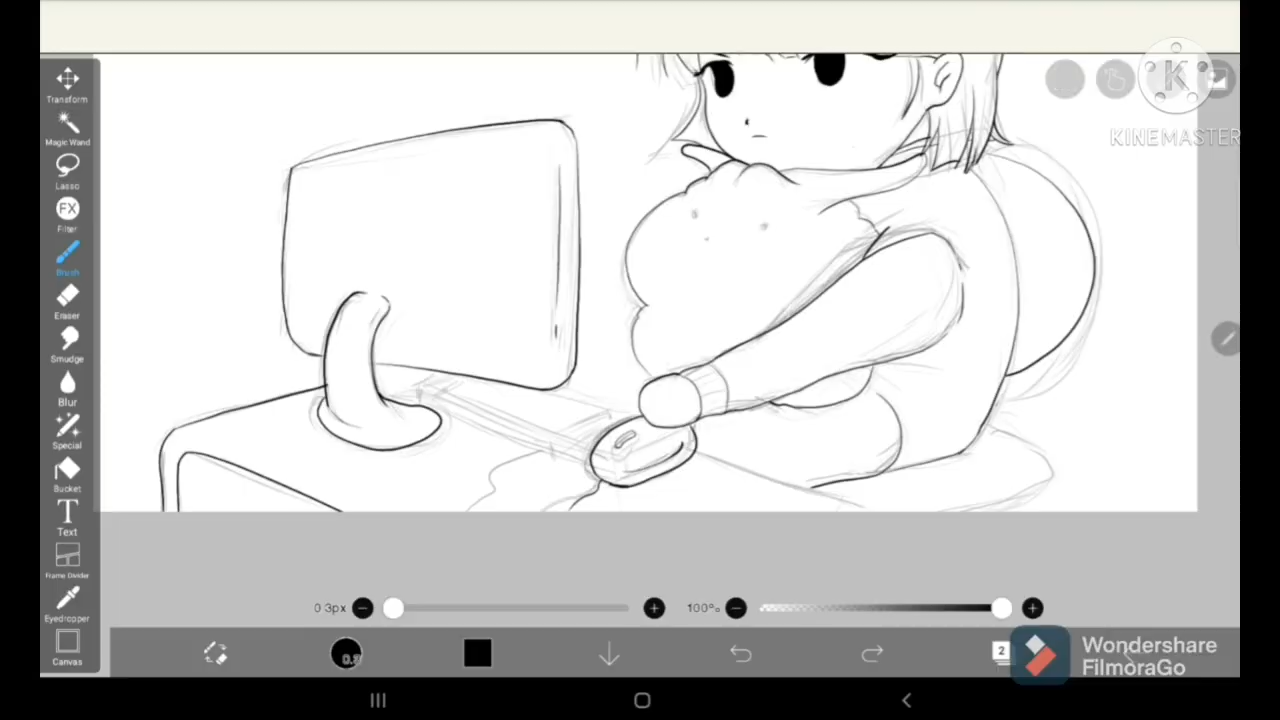 Transform
Magic Wand
Lasso
FX
Filter
Brush
Eraser
Smudge
Blur
Special
Bucket
T
Text
Frame Divider
Eyedropper
Canvas
K
KINEMASTER
0.3px
100%
2
Wondershare
FilmoraGo